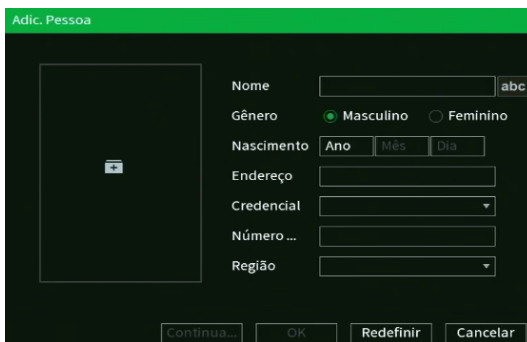 Adic. Pessoa
Nome abc
Gênero Masculino Feminino
Nascimento Ano Mês Dia
Endereço
Credencial
Número ...
Região
Continua... OK Redefinir Cancelar